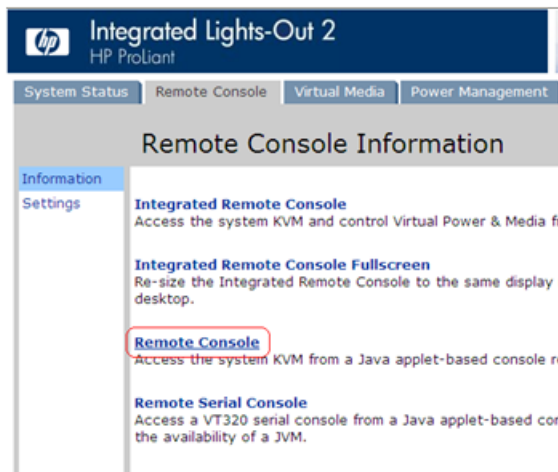 hp
Integrated Lights-Out 2
HP ProLiant
System Status
Remote Console
Virtual Media
Power Management
Remote Console Information
Information
Settings
Integrated Remote Console
Access the system KVM and control Virtual Power & Media
Integrated Remote Console Fullscreen
Re-size the Integrated Remote Console to the same display
desktop.
Remote Console
Access the system KVM from a Java applet-based console
Remote Serial Console
Access a VT320 serial console from a Java applet-based
the availability of a JVM.